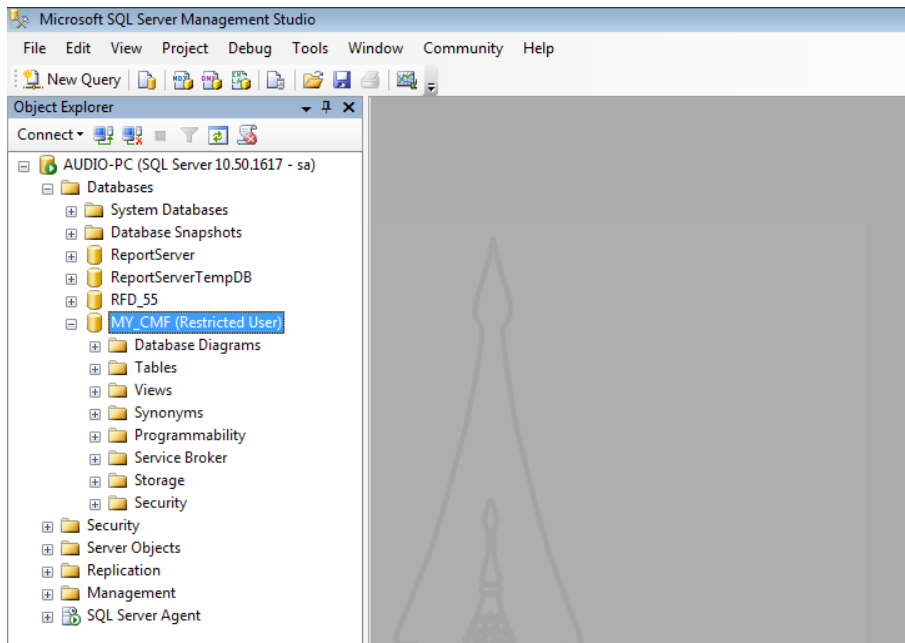 Microsoft SQL Server Management Studio
File Edit View Project Debug Tools Window Community Help
New Query
Object Explorer
Connect
AUDIO-PC (SQL Server 10.50.1617 - sa)
Databases
System Databases
Database Snapshots
ReportServer
ReportServerTempDB
RFD_55
MY_CMF (Restricted User)
Database Diagrams
Tables
Views
Synonyms
Programmability
Service Broker
Storage
Security
Security
Server Objects
Replication
Management
SQL Server Agent